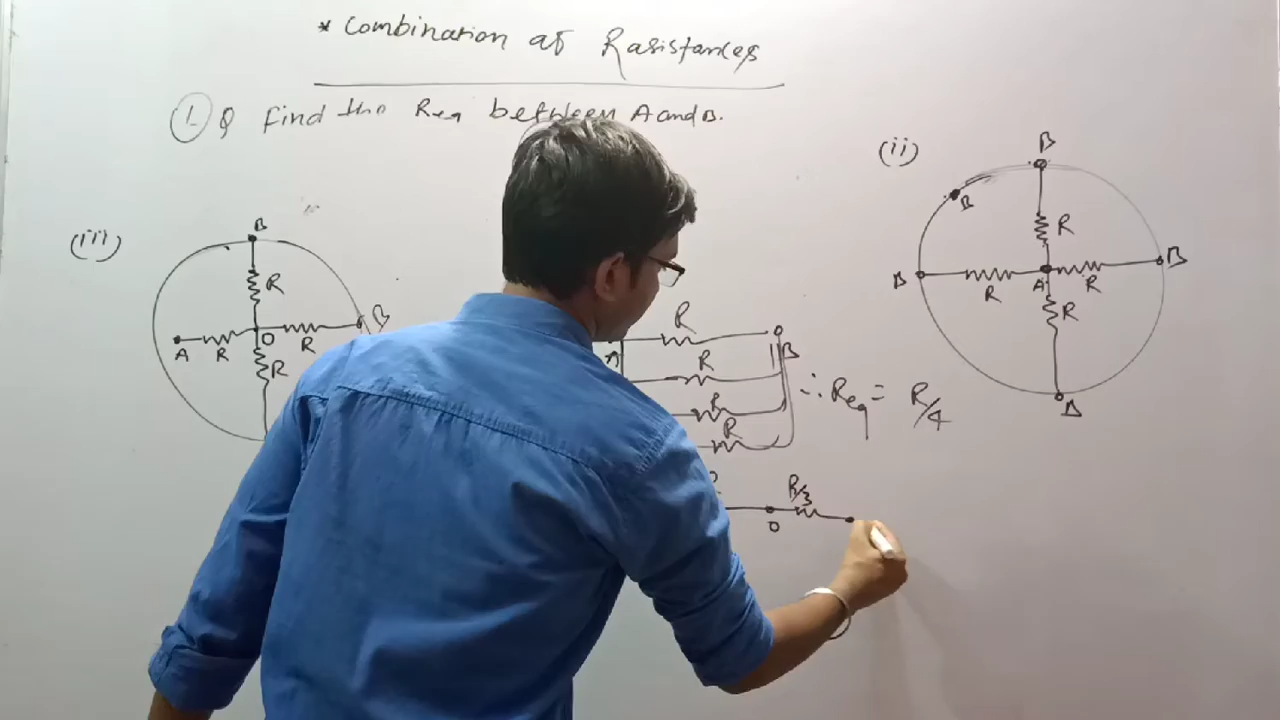 * Combination of Rasistances
1. Q Find the Req between A and B.
(ii)
B
B
R
B
R
A
R
B
R
B
(iii)
B
R
B
A
R
O
R
R
R
A
B
R
R
R
∴ Req = R/4
R/3
O